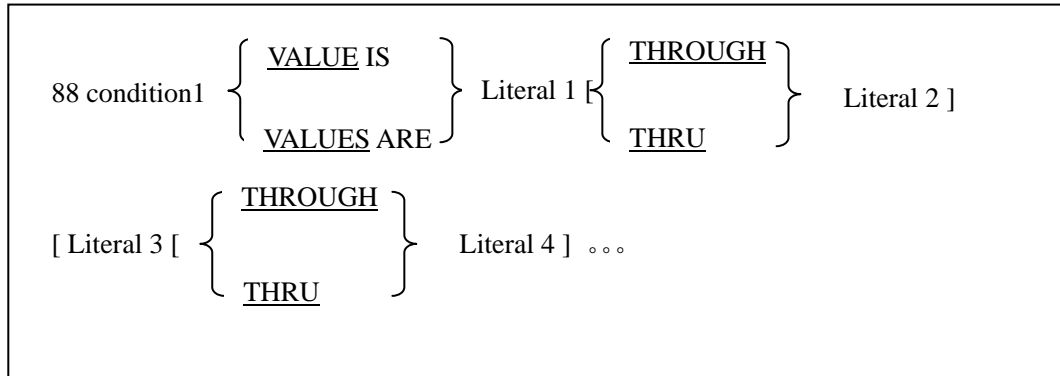 VALUE IS
THROUGH
88 condition1 Literal 1 [ Literal 2 ]
VALUES ARE
THRU
THROUGH
[ Literal 3 [ Literal 4 ] 。。。
THRU